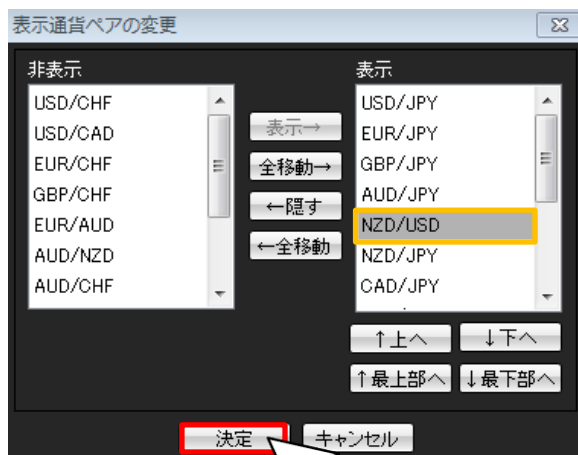 表示通貨ペアの変更
非表示
USD/CHF
USD/CAD
EUR/CHF
GBP/CHF
EUR/AUD
AUD/NZD
AUD/CHF
表示→
全移動→
←隠す
←全移動
表示
USD/JPY
EUR/JPY
GBP/JPY
AUD/JPY
NZD/USD
NZD/JPY
CAD/JPY
↑上へ
↓下へ
↑最上部へ
↓最下部へ
決定
キャンセル